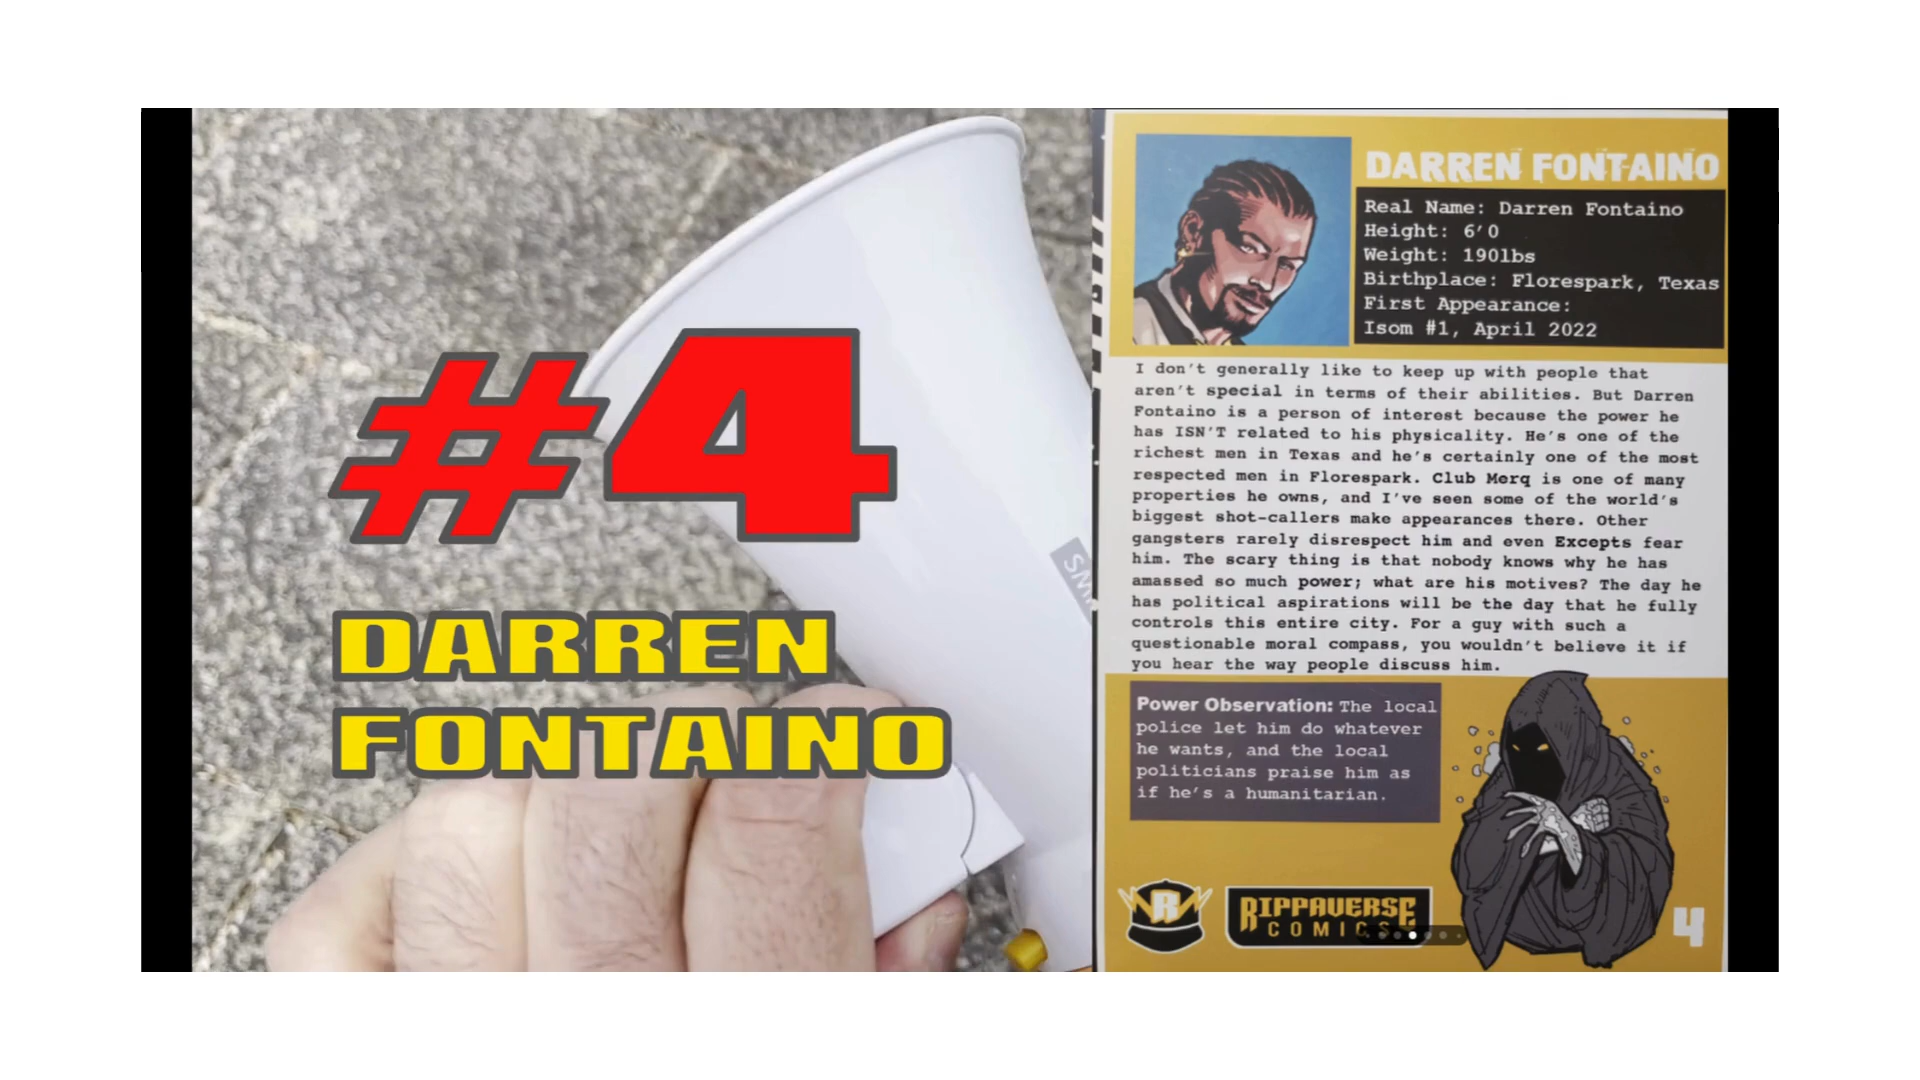 #4
DARREN
FONTAINO
DARREN FONTAINO
Real Name: Darren Fontaino
Height: 6'0
Weight: 190lbs
Birthplace: Florespark, Texas
First Appearance:
Isom #1, April 2022
I don't generally like to keep up with people that
aren't special in terms of their abilities. But Darren
Fontaino is a person of interest because the power he
has ISN'T related to his physicality. He's one of the
richest men in Texas and he's certainly one of the most
respected men in Florespark. Club Merq is one of many
properties he owns, and I've seen some of the world's
biggest shot-callers make appearances there. Other
gangsters rarely disrespect him and even Excepts fear
him. The scary thing is that nobody knows why he has
amassed so much power; what are his motives? The day he
has political aspirations will be the day that he fully
controls this entire city. For a guy with such a
questionable moral compass, you wouldn't believe it if
you hear the way people discuss him.
Power Observation: The local
police let him do whatever
he wants, and the local
politicians praise him as
if he's a humanitarian.
R
RIPPAVERSE
COMICS
4